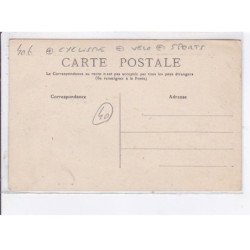 40 € ⊕ CYCLISME ⊕ VELO ⊕ SPORTS
CARTE POSTALE
La Correspondance au recto n'est pas acceptée par tous les pays étrangers
(Se renseigner à la Poste)
Correspondance
Adresse
40